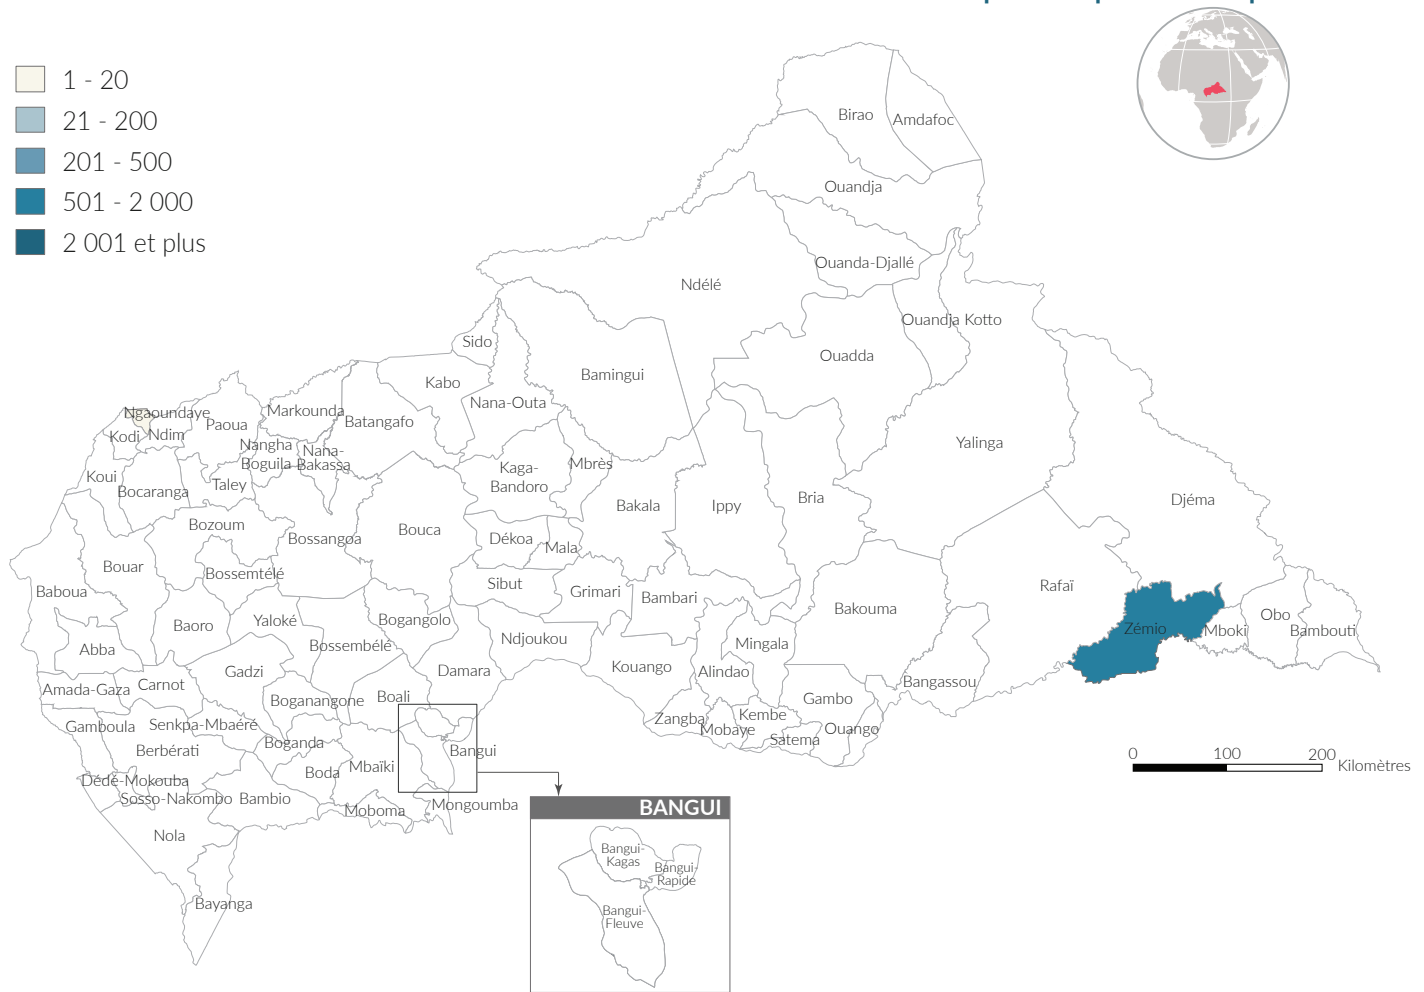 1 - 20
21 - 200
201 - 500
501 - 2 000
2 001 et plus
Birao
Amdafoc
Ouandja
Ouanda-Djallé
Ndélé
Ouandja Kotto
Sido
Ouadda
Bamingui
Kabo
Nana-Outa
Ngaoundaye
Markounda
Batangafo
Paoua
Kodi
Ndim
Nangha
Boguila
Nana-
Bakassa
Yalinga
Kaga-
Bandoro
Mbrès
Koui
Bocaranga
Taley
Bakala
Ippy
Bria
Djéma
Bozoum
Bossangoa
Bouca
Dékoa
Mala
Bouar
Bossemtélé
Sibut
Grimari
Bambari
Rafaï
Baboua
Bakouma
Baoro
Yaloké
Bogangolo
Obo
Zémio
Mboki
Bambouti
Ndjoukou
Mingala
Abba
Bossembélé
Kouango
Alindao
Gadzi
Damara
Bangassou
Amada-Gaza
Carnot
Boganangone
Boali
Gambo
Gamboula
Senkpa-Mbaéré
Zangba
Mobaye
Kembe
Satema
Ouango
Berbérati
Boganda
Bangui
Mbaïki
Boda
Dédé-Mokouba
Sosso-Nakombo
Bambio
Moboma
Mongoumba
Nola
Bayanga
0 100 200
Kilomètres
BANGUI
Bangui-
Kagas
Bangui-
Rapide
Bangui-
Fleuve